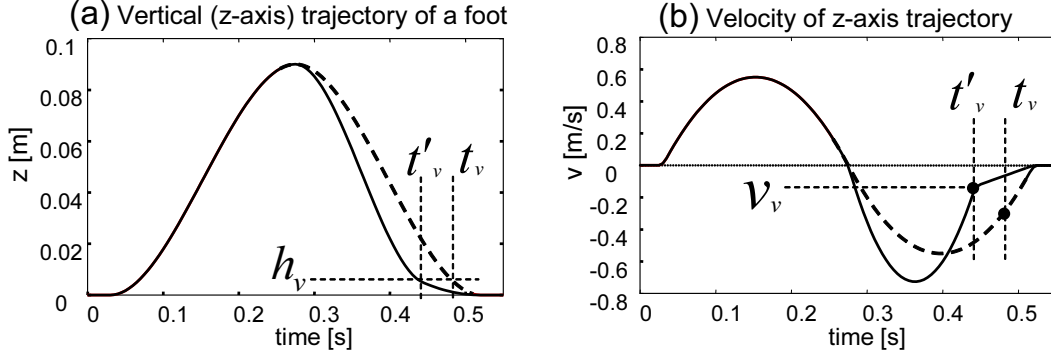 (a) Vertical (z-axis) trajectory of a foot
0.1
0.08
0.06
0.04
0.02
0
z [m]
t'v
tv
hv
0
0.1
0.2
0.3
0.4
0.5
time [s]
(b) Velocity of z-axis trajectory
0.8
0.6
0.4
0.2
0
-0.2
-0.4
-0.6
-0.8
v [m/s]
t'v
tv
vv
0
0.1
0.2
0.3
0.4
0.5
time [s]